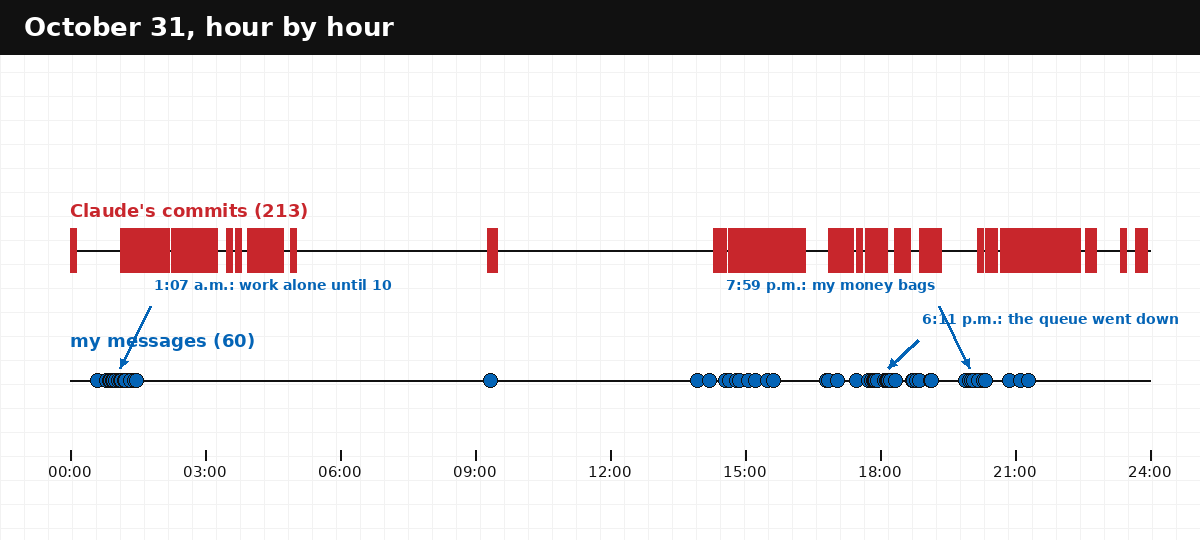 October 31, hour by hour
Claude's commits (213)
1:07 a.m.: work alone until 10
7:59 p.m.: my money bags
6:11 p.m.: the queue went down
my messages (60)
00:00 03:00 06:00 09:00 12:00 15:00 18:00 21:00 24:00